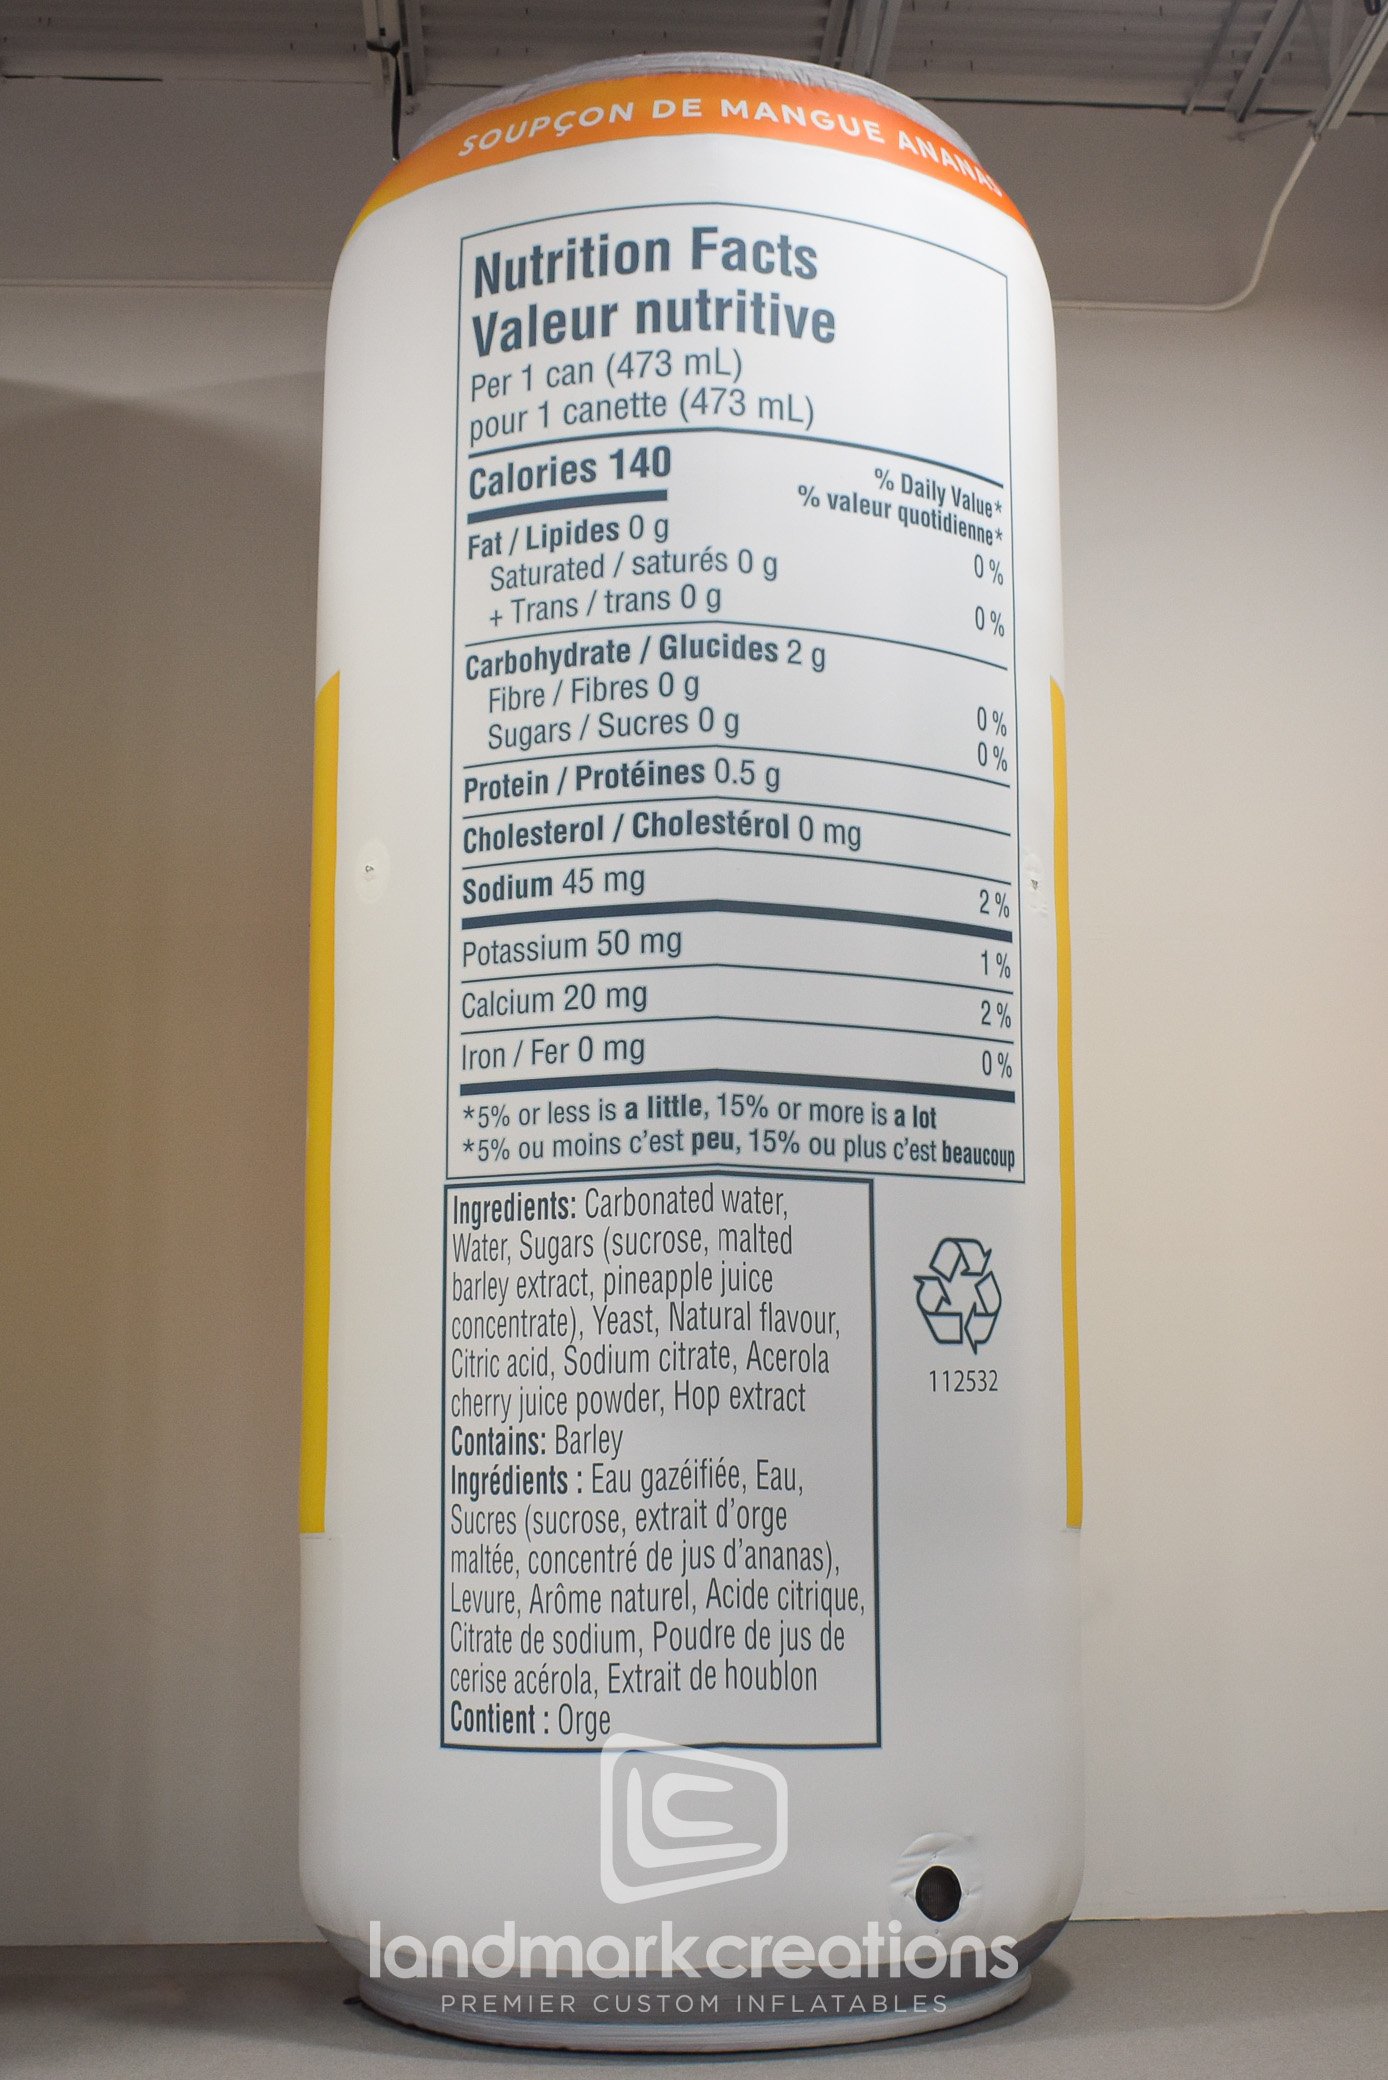 SOUPÇON DE MANGUE ANANAS
Nutrition Facts
Valeur nutritive
Per 1 can (473 mL)
pour 1 canette (473 mL)
Calories 140
% Daily Value*
% valeur quotidienne*
Fat / Lipides 0 g 0 %
Saturated / saturés 0 g
+ Trans / trans 0 g 0 %
Carbohydrate / Glucides 2 g
Fibre / Fibres 0 g 0 %
Sugars / Sucres 0 g 0 %
Protein / Protéines 0.5 g
Cholesterol / Cholestérol 0 mg
Sodium 45 mg 2 %
Potassium 50 mg 1 %
Calcium 20 mg 2 %
Iron / Fer 0 mg 0 %
*5% or less is a little, 15% or more is a lot
*5% ou moins c'est peu, 15% ou plus c'est beaucoup
Ingredients: Carbonated water,
Water, Sugars (sucrose, malted
barley extract, pineapple juice
concentrate), Yeast, Natural flavour,
Citric acid, Sodium citrate, Acerola
cherry juice powder, Hop extract
Contains: Barley
Ingrédients : Eau gazéifiée, Eau,
Sucres (sucrose, extrait d'orge
maltée, concentré de jus d'ananas),
Levure, Arôme naturel, Acide citrique,
Citrate de sodium, Poudre de jus de
cerise acérola, Extrait de houblon
Contient : Orge
112532
landmark creations
PREMIER CUSTOM INFLATABLES